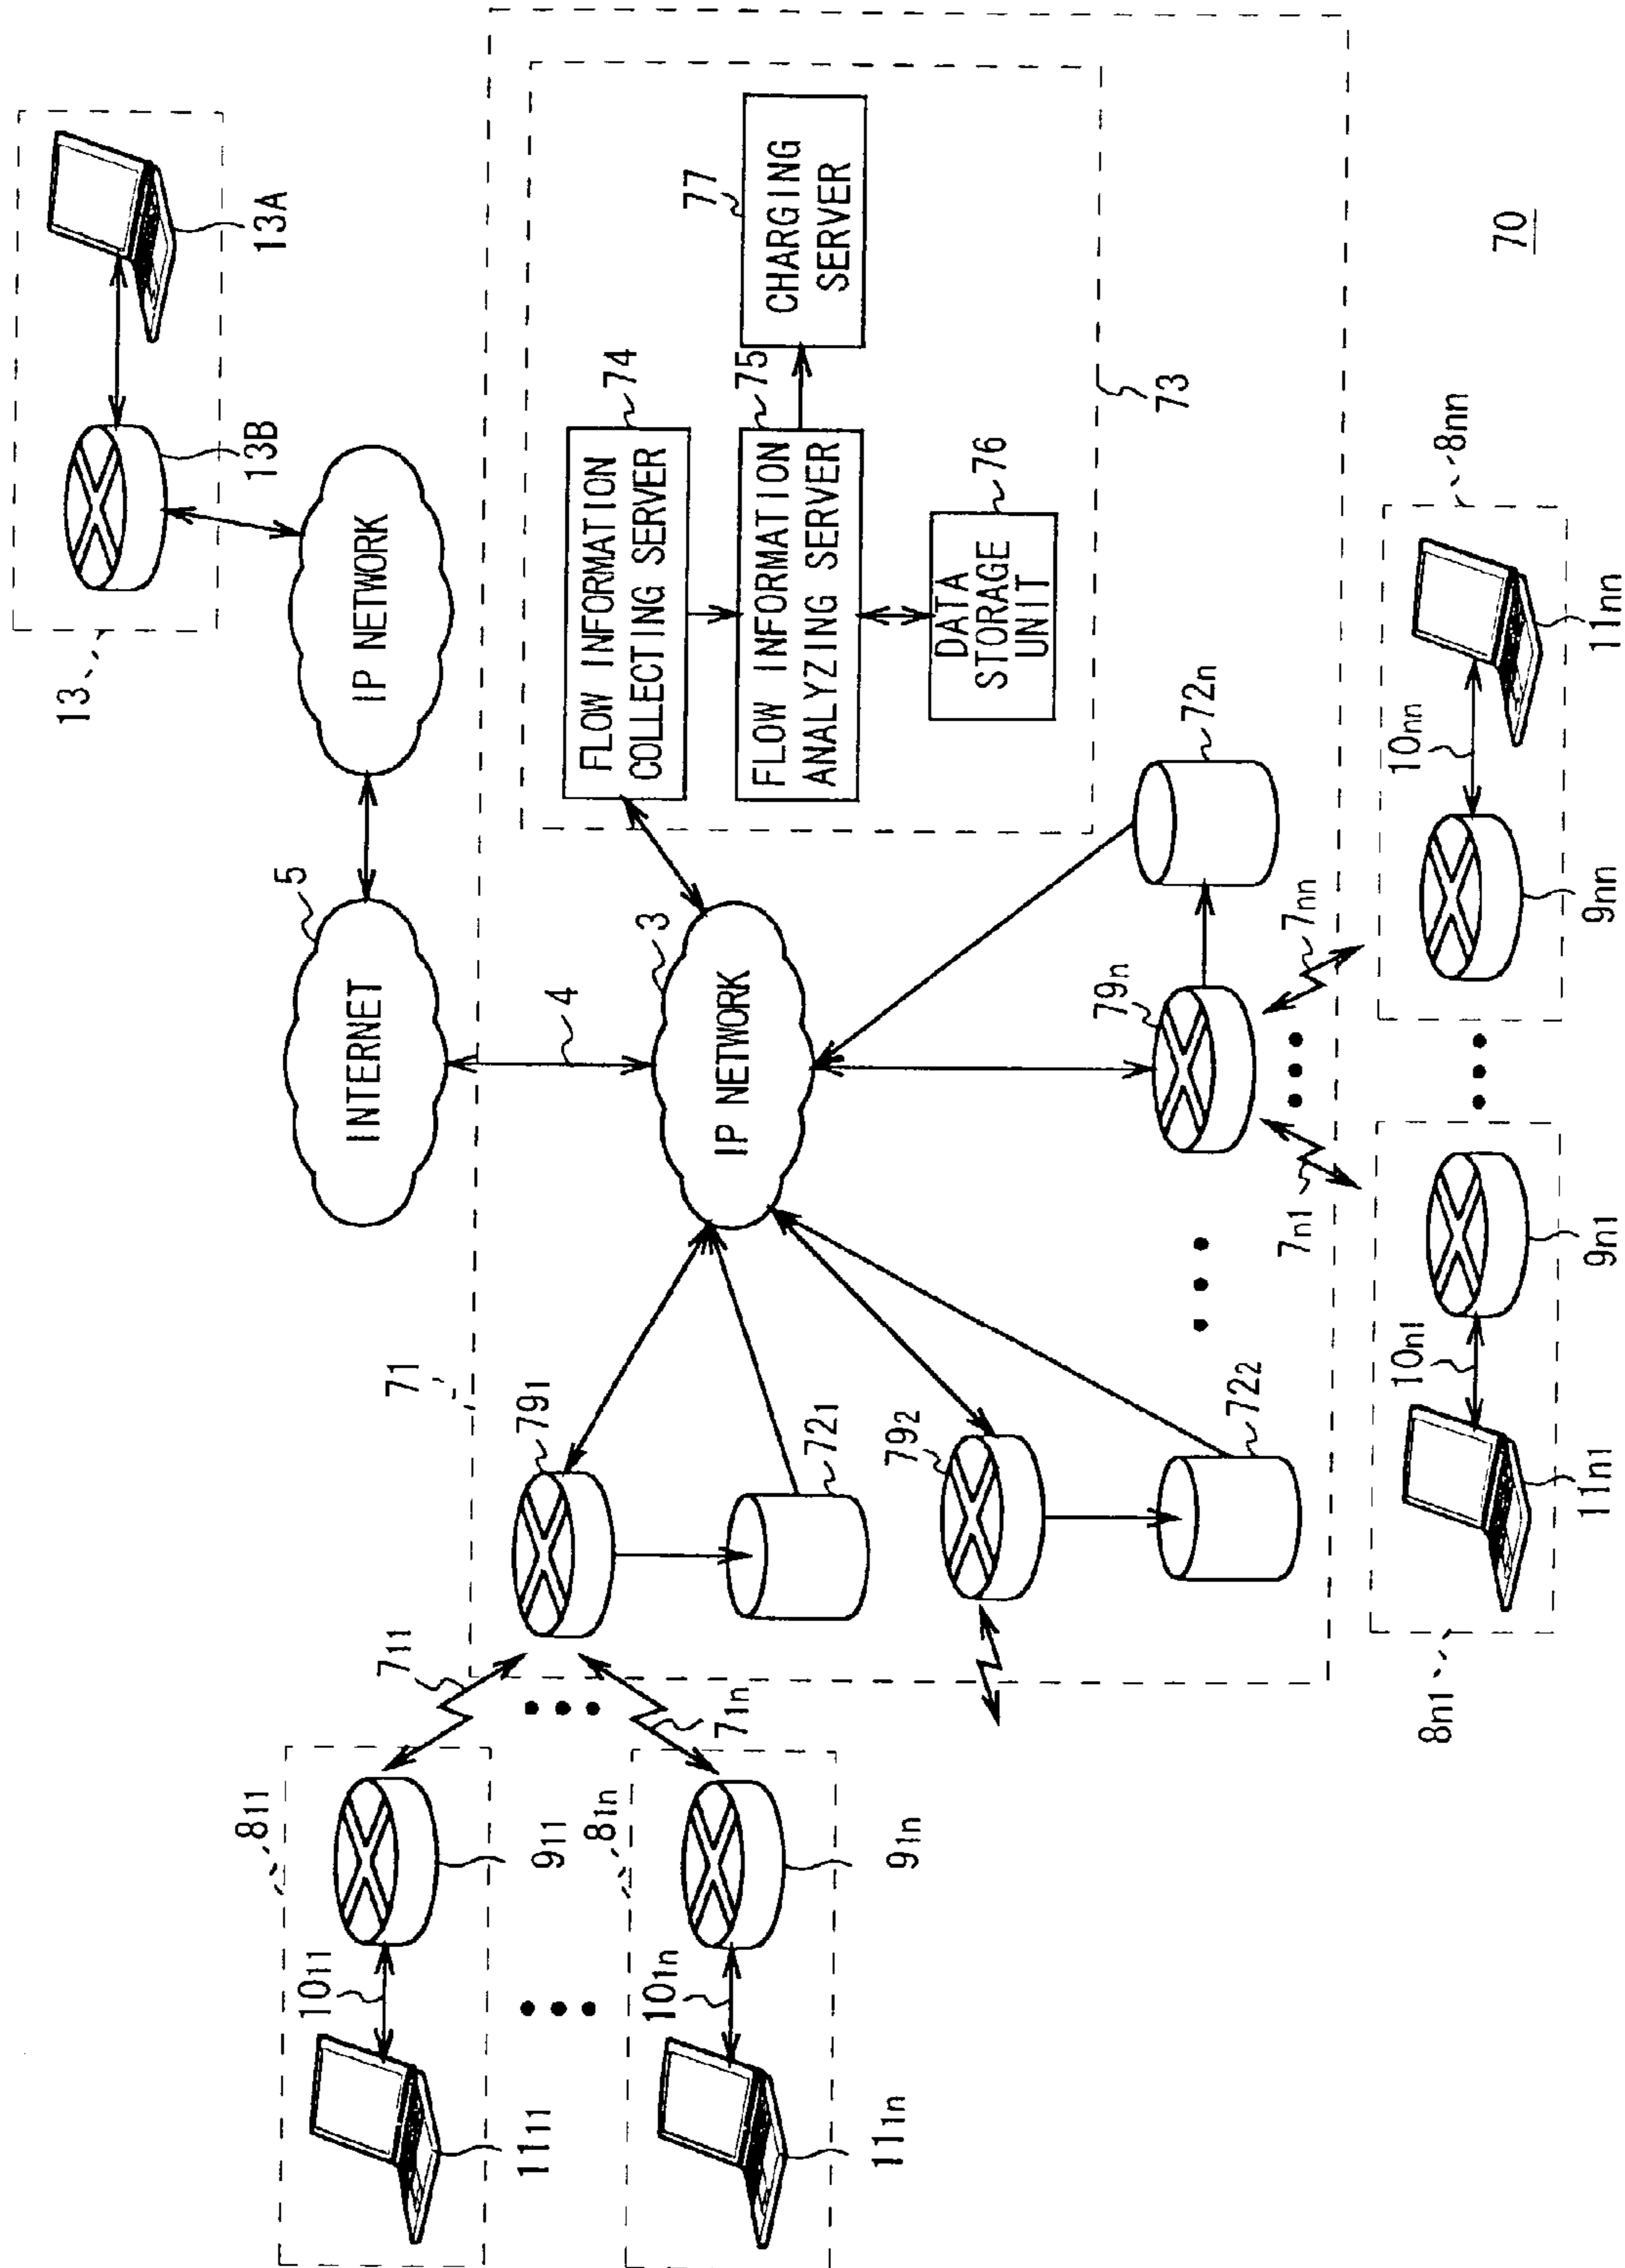 13
13B
13A
IP NETWORK
INTERNET
5
4
71
IP NETWORK
3
FLOW INFORMATION
COLLECTING SERVER
74
FLOW INFORMATION
ANALYZING SERVER
75
77
CHARGING
SERVER
DATA
STORAGE
UNIT
76
73
8₁₁
10₁₁
11₁₁
9₁₁
7₁₁
8₁ₙ
10₁ₙ
11₁ₙ
9₁ₙ
7₁ₙ
79₁
72₁
79₂
72₂
79ₙ
72ₙ
7ₙ₁
7ₙₙ
8ₙ₁
10ₙ₁
11ₙ₁
9ₙ₁
8ₙₙ
10ₙₙ
9ₙₙ
11ₙₙ
70